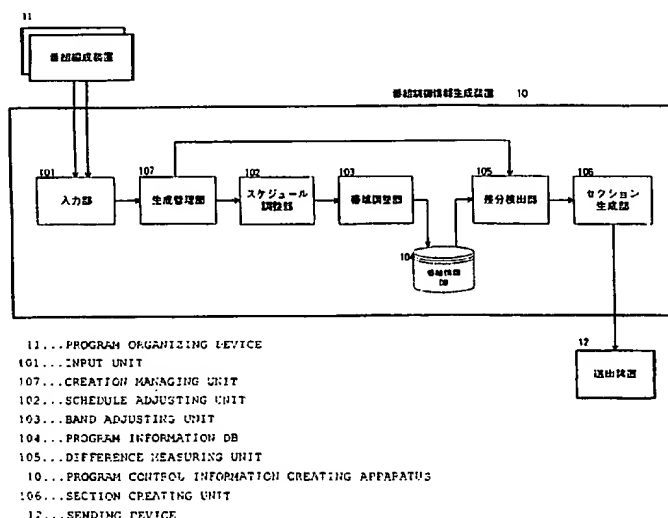 11
番組編成装置
番組制御情報生成装置 10
101
入力部
107
生成管理部
102
スケジュール
調整部
103
帯域調整部
104
番組情報
DB
105
差分検出部
106
セクション
生成部
12
送出装置
11...PROGRAM ORGANIZING DEVICE
101...INPUT UNIT
107...CREATION MANAGING UNIT
102...SCHEDULE ADJUSTING UNIT
103...BAND ADJUSTING UNIT
104...PROGRAM INFORMATION DB
105...DIFFERENCE MEASURING UNIT
10...PROGRAM CONTROL INFORMATION CREATING APPARATUS
106...SECTION CREATING UNIT
12...SENDING DEVICE